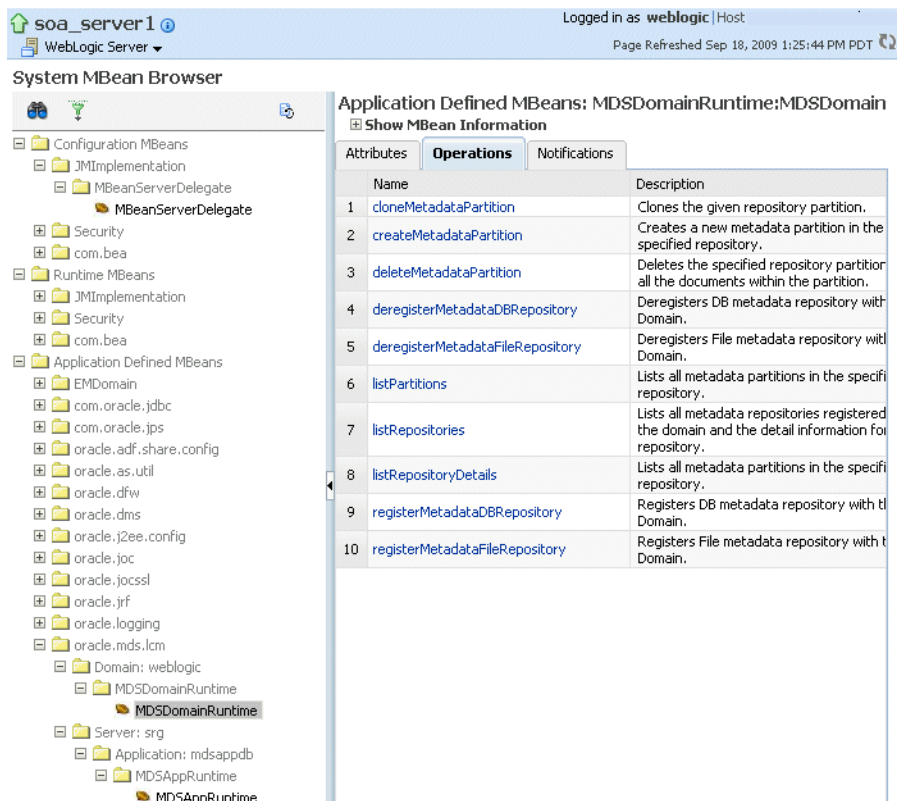 soa_server1
Logged in as weblogic|Host
WebLogic Server
Page Refreshed Sep 18, 2009 1:25:44 PM PDT
System MBean Browser
Configuration MBeans
JMImplementation
MBeanServerDelegate
MBeanServerDelegate
Security
com.bea
Runtime MBeans
JMImplementation
Security
com.bea
Application Defined MBeans
EMDomain
com.oracle.jdbc
com.oracle.jps
oracle.adf.share.config
oracle.as.util
oracle.dfw
oracle.dms
oracle.j2ee.config
oracle.joc
oracle.jocssl
oracle.jrf
oracle.logging
oracle.mds.lcm
Domain: weblogic
MDSDomainRuntime
MDSDomainRuntime
Server: srg
Application: mdsappdb
MDSAppRuntime
MDSAppRuntime
Application Defined MBeans: MDSDomainRuntime:MDSDomain
Show MBean Information
Attributes Operations Notifications
Name Description
1 cloneMetadataPartition Clones the given repository partition.
2 createMetadataPartition Creates a new metadata partition in the
specified repository.
3 deleteMetadataPartition Deletes the specified repository partition
all the documents within the partition.
4 deregisterMetadataDBRepository Deregisters DB metadata repository with
Domain.
5 deregisterMetadataFileRepository Deregisters File metadata repository with
Domain.
6 listPartitions Lists all metadata partitions in the specifi
repository.
7 listRepositories Lists all metadata repositories registered
the domain and the detail information for
repository.
8 listRepositoryDetails Lists all metadata partitions in the specifi
repository.
9 registerMetadataDBRepository Registers DB metadata repository with th
Domain.
10 registerMetadataFileRepository Registers File metadata repository with t
Domain.